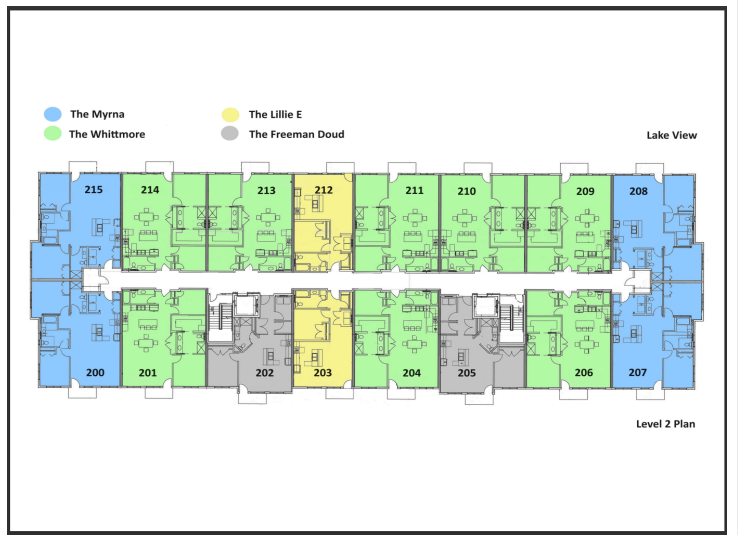 The Myrna
The Lillie E
The Whittmore
The Freeman Doud
Lake View
215
214
213
212
211
210
209
208
200
201
202
203
204
205
206
207
Level 2 Plan